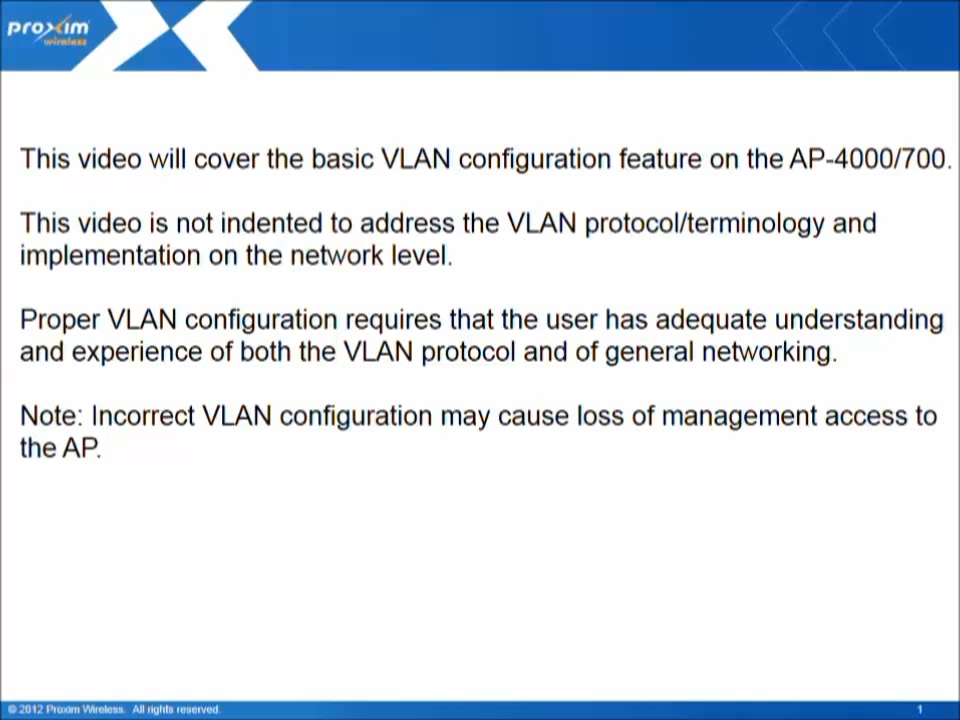 proxim
wireless
This video will cover the basic VLAN configuration feature on the AP-4000/700.
This video is not indented to address the VLAN protocol/terminology and
implementation on the network level.
Proper VLAN configuration requires that the user has adequate understanding
and experience of both the VLAN protocol and of general networking.
Note: Incorrect VLAN configuration may cause loss of management access to
the AP.
© 2012 Proxim Wireless. All rights reserved.
1